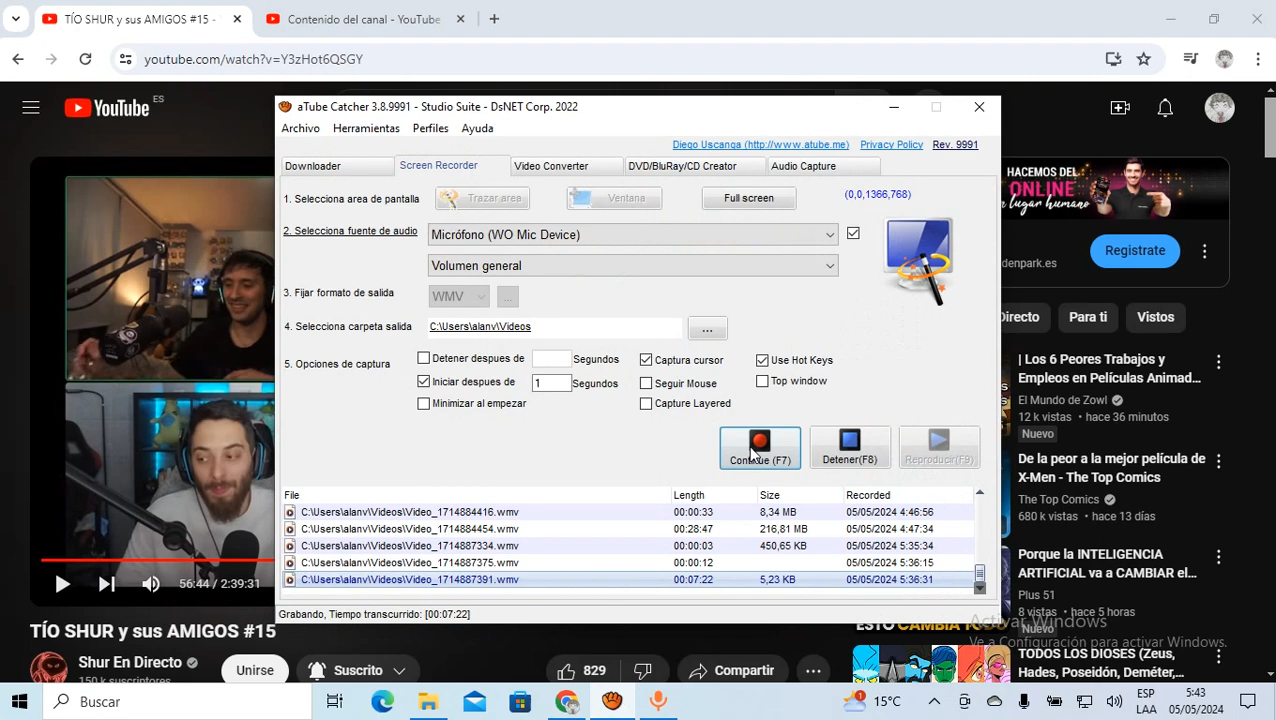 TÍO SHUR y sus AMIGOS #15 -
Contenido del canal - YouTube
youtube.com/watch?v=Y3zHot6QSGY
YouTube ES
aTube Catcher 3.8.9991 - Studio Suite - DsNET Corp. 2022
Archivo Herramientas Perfiles Ayuda
Diego Uscanga (http://www.atube.me) Privacy Policy Rev. 9991
Downloader Screen Recorder Video Converter DVD/BluRay/CD Creator Audio Capture
1. Selecciona area de pantalla Trazar area Ventana Full screen (0,0,1366,768)
2. Selecciona fuente de audio Micrófono (WO Mic Device)
Volumen general
3. Fijar formato de salida WMV ...
4. Selecciona carpeta salida C:\Users\alanv\Videos ...
5. Opciones de captura Detener despues de Segundos Captura cursor Use Hot Keys
Iniciar despues de 1 Segundos Seguir Mouse Top window
Minimizar al empezar Capture Layered
Continue (F7) Detener(F8) Reproducir(F9)
File Length Size Recorded
C:\Users\alanv\Videos\Video_1714884416.wmv 00:00:33 8,34 MB 05/05/2024 4:46:56
C:\Users\alanv\Videos\Video_1714884454.wmv 00:28:47 216,81 MB 05/05/2024 4:47:34
C:\Users\alanv\Videos\Video_1714887334.wmv 00:00:03 450,65 KB 05/05/2024 5:35:34
C:\Users\alanv\Videos\Video_1714887375.wmv 00:00:12 05/05/2024 5:36:15
C:\Users\alanv\Videos\Video_1714887391.wmv 00:07:22 5,23 KB 05/05/2024 5:36:31
Grabando, Tiempo transcurrido: [00:07:22]
HACEMOS DEL
ONLINE
lugar humano
denpark.es
Registrate
Directo Para ti Vistos
| Los 6 Peores Trabajos y
Empleos en Películas Animad...
El Mundo de Zowl
12 k vistas • hace 36 minutos
Nuevo
De la peor a la mejor película de
X-Men - The Top Comics
The Top Comics
680 k vistas • hace 13 días
Porque la INTELIGENCIA
ARTIFICIAL va a CAMBIAR el...
Plus 51
8 vistas • hace 5 horas
Nuevo
ESTO CAMBIA TODO
TODOS LOS DIOSES (Zeus,
Hades, Poseidón, Deméter,
Activar Windows
Ve a Configuración para activar Windows.
56:44 / 2:39:31
TÍO SHUR y sus AMIGOS #15
Shur En Directo
150 k suscriptores
Unirse
Suscrito
829
Compartir
Buscar
15°C
ESP
LAA
5:43
05/05/2024